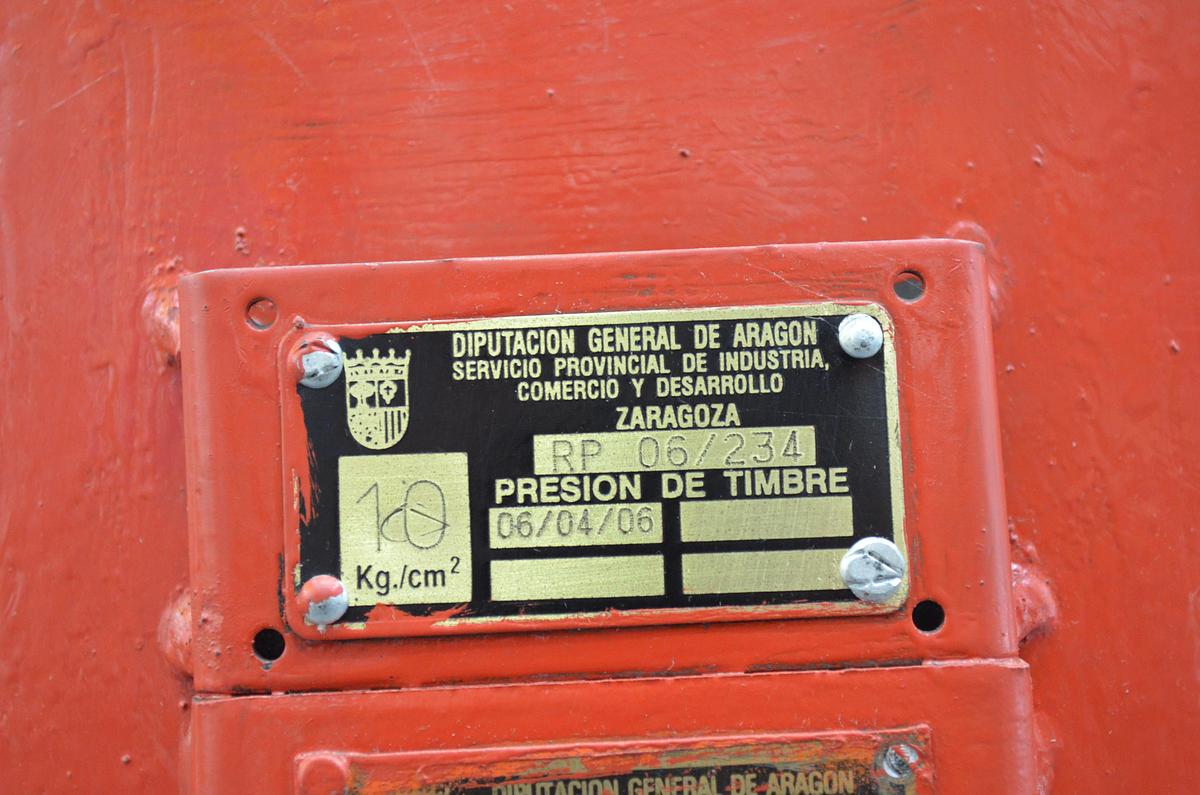 DIPUTACION GENERAL DE ARAGON
SERVICIO PROVINCIAL DE INDUSTRIA,
COMERCIO Y DESARROLLO
ZARAGOZA
RP 06/234
PRESION DE TIMBRE
06/04/06
10
Kg./cm²
DIPUTACION GENERAL DE ARAGON